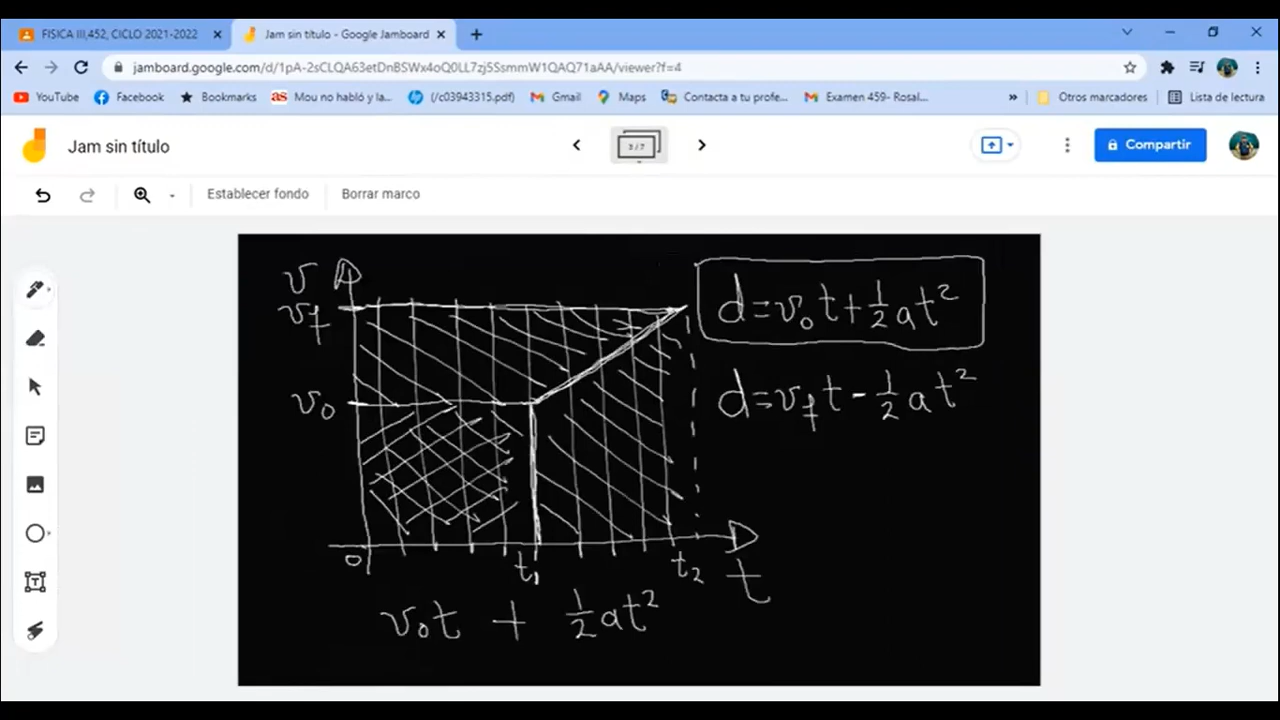 FISICA III,452, CICLO 2021-2022
Jam sin título - Google Jamboard
jamboard.google.com/d/1pA-2sCLQA63etDnBSWx4oQ0LL7zj5SsmmW1QAQ71aAA/viewer?f=4
YouTube Facebook Bookmarks as Mou no habló y la... (/c03943315.pdf) Gmail Maps Contacta a tu profe... Examen 459- Rosal... » Otros marcadores Lista de lectura
Jam sin título
3 / 7
Compartir
Establecer fondo Borrar marco
v
vf
d=v₀t+½at²
v₀
d=vft-½at²
0 t₁ t₂ t
v₀t + ½at²